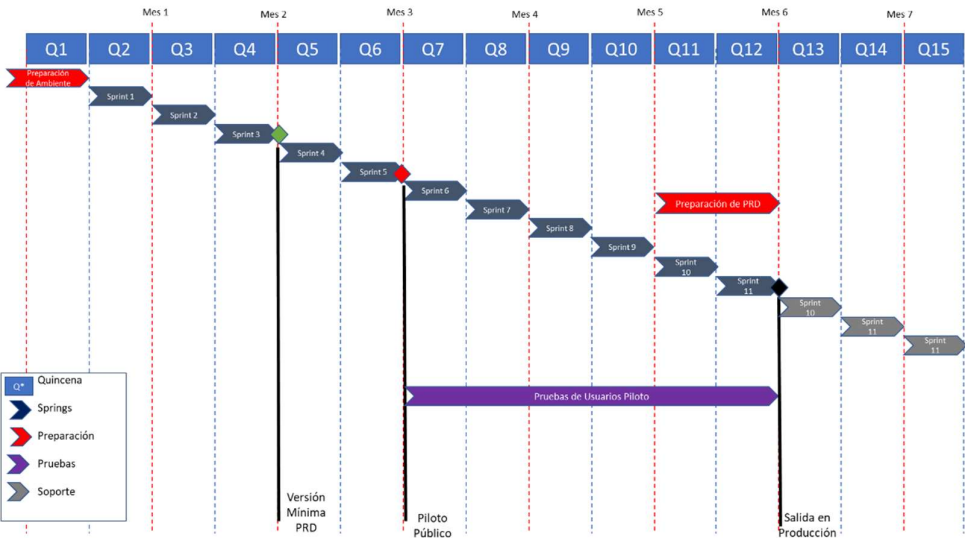 Mes 1
Mes 2
Mes 3
Mes 4
Mes 5
Mes 6
Mes 7
Q1
Q2
Q3
Q4
Q5
Q6
Q7
Q8
Q9
Q10
Q11
Q12
Q13
Q14
Q15
Preparación
de Ambiente
Sprint 1
Sprint 2
Sprint 3
Sprint 4
Sprint 5
Sprint 6
Sprint 7
Sprint 8
Sprint 9
Preparación de PRD
Sprint
10
Sprint
11
Sprint
10
Sprint
11
Sprint
11
Pruebas de Usuarios Piloto
Q*
Quincena
Springs
Preparación
Pruebas
Soporte
Versión
Mínima
PRD
Piloto
Público
Salida en
Producción